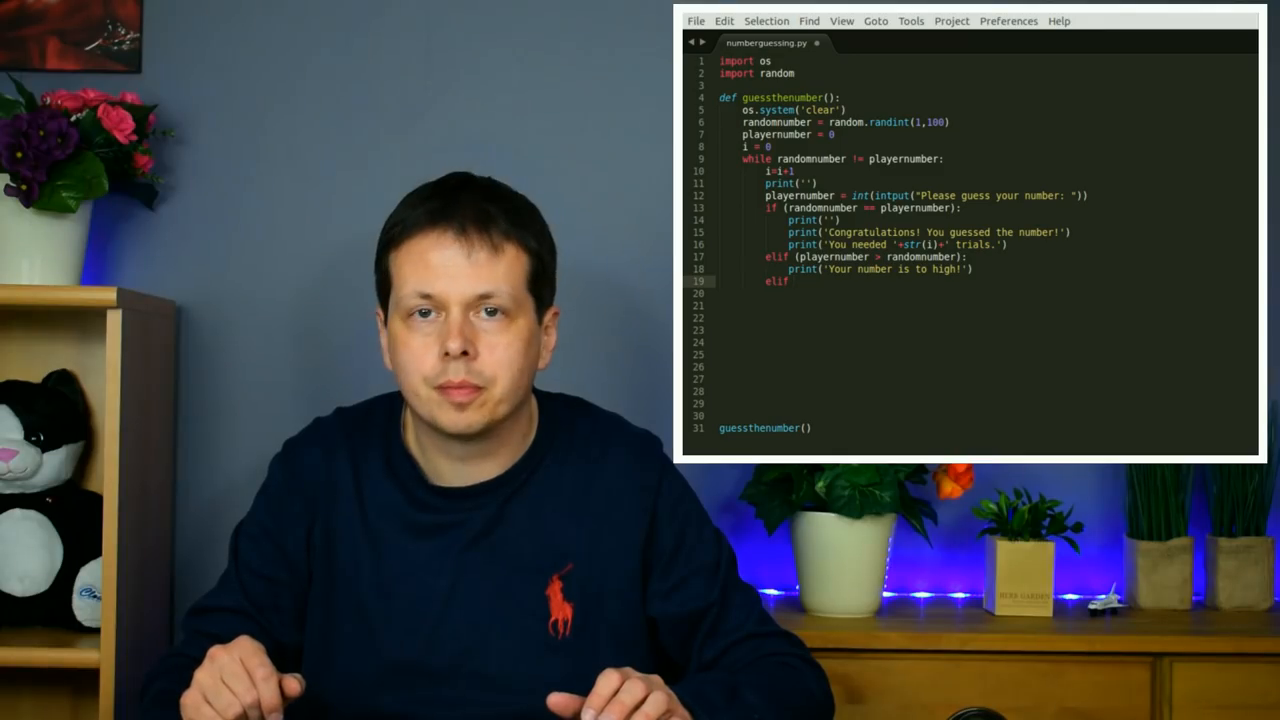 File Edit Selection Find View Goto Tools Project Preferences Help
numberguessing.py
1 import os
2 import random
3
4 def guessthenumber():
5 os.system('clear')
6 randomnumber = random.randint(1,100)
7 playernumber = 0
8 i = 0
9 while randomnumber != playernumber:
10 i=i+1
11 print('')
12 playernumber = int(intput("Please guess your number: "))
13 if (randomnumber == playernumber):
14 print('')
15 print('Congratulations! You guessed the number!')
16 print('You needed '+str(i)+' trials.')
17 elif (playernumber > randomnumber):
18 print('Your number is to high!')
19 elif
20
21
22
23
24
25
26
27
28
29
30
31 guessthenumber()
HERB GARDEN